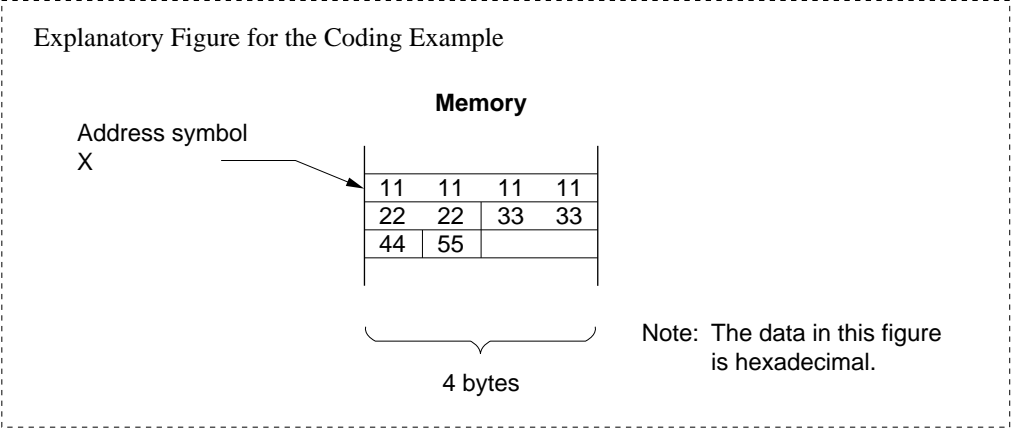 Explanatory Figure for the Coding Example
Memory
Address symbol
X
11 11 11 11
22 22 33 33
44 55
4 bytes
Note: The data in this figure
is hexadecimal.